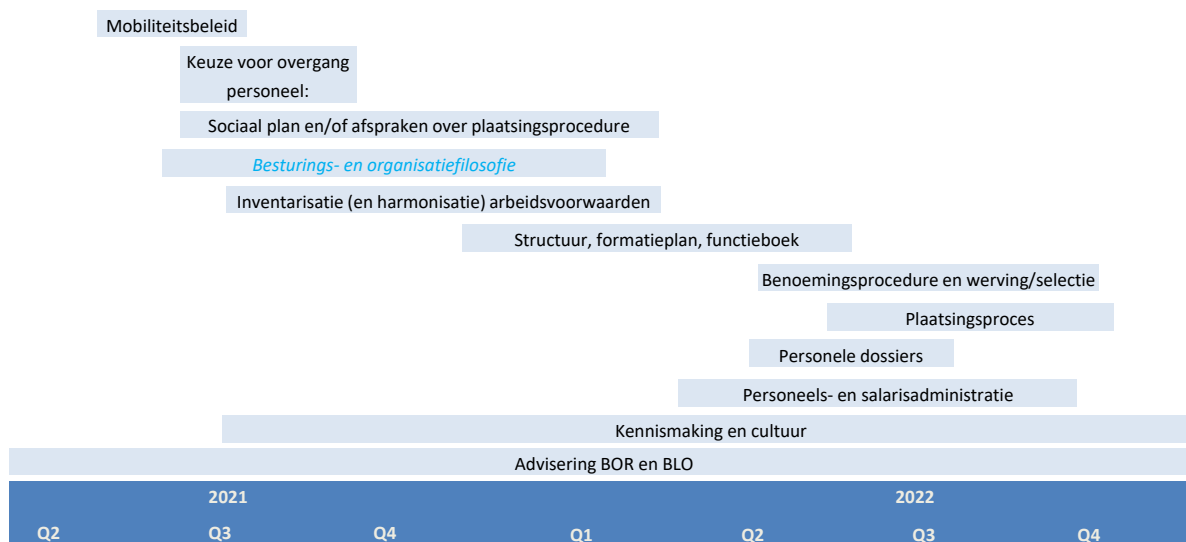 Mobiliteitsbeleid
Keuze voor overgang
personeel:
Sociaal plan en/of afspraken over plaatsingsprocedure
Besturings- en organisatiefilosofie
Inventarisatie (en harmonisatie) arbeidsvoorwaarden
Structuur, formatieplan, functieboek
Benoemingsprocedure en werving/selectie
Plaatsingsproces
Personele dossiers
Personeels- en salarisadministratie
Kennismaking en cultuur
Advisering BOR en BLO
2021 2022
Q2 Q3 Q4 Q1 Q2 Q3 Q4